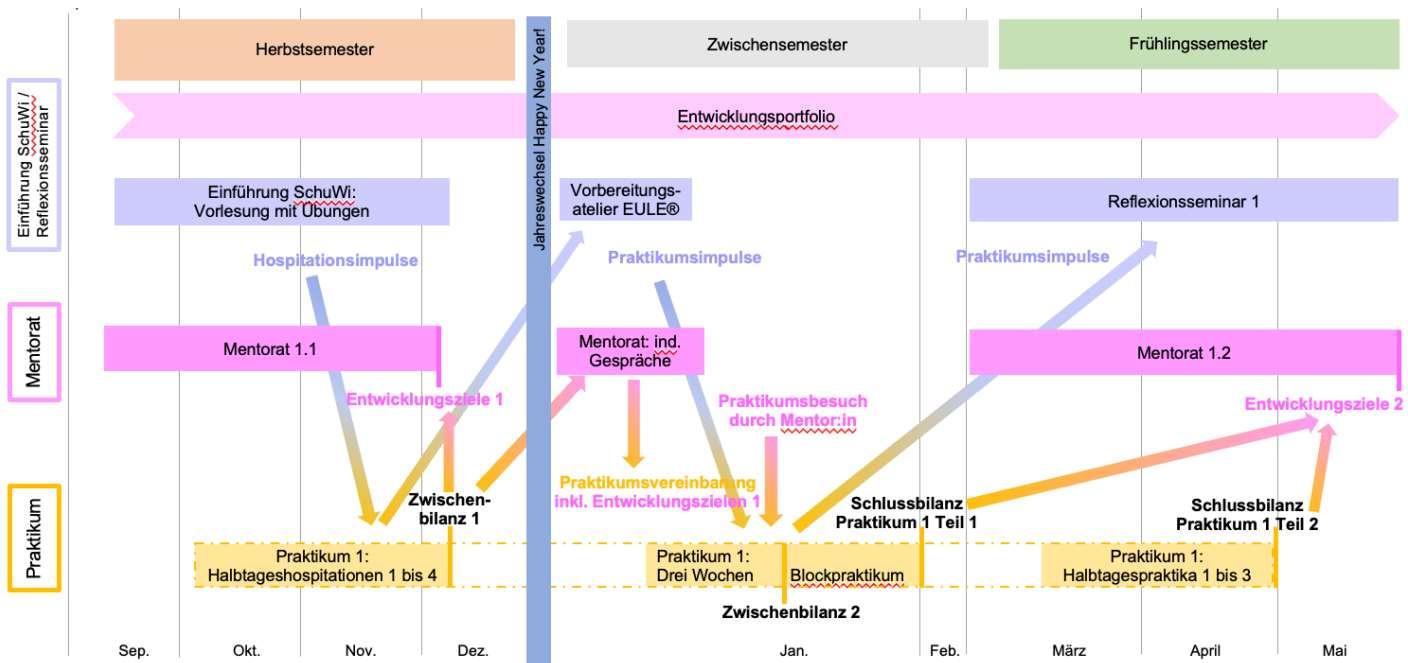 Herbstsemester
Zwischensemester
Frühlingssemester
Jahreswechsel Happy New Year!
Einführung SchuWi /
Reflexionsseminar
Entwicklungsportfolio
Einführung SchuWi:
Vorlesung mit Übungen
Vorbereitungs-
atelier EULE®
Reflexionsseminar 1
Hospitationsimpulse
Praktikumsimpulse
Praktikumsimpulse
Mentorat
Mentorat 1.1
Mentorat: ind.
Gespräche
Mentorat 1.2
Entwicklungsziele 1
Praktikumsbesuch
durch Mentor:in
Entwicklungsziele 2
Praktikum
Zwischen-
bilanz 1
Praktikumsvereinbarung
inkl. Entwicklungszielen 1
Schlussbilanz
Praktikum 1 Teil 1
Schlussbilanz
Praktikum 1 Teil 2
Praktikum 1:
Halbtageshospitationen 1 bis 4
Praktikum 1:
Drei Wochen
Blockpraktikum
Praktikum 1:
Halbtagespraktika 1 bis 3
Zwischenbilanz 2
Sep.
Okt.
Nov.
Dez.
Jan.
Feb.
März
April
Mai